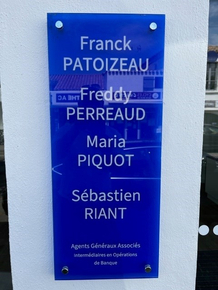 Franck
PATOIZEAU
Freddy
PERREAUD
Maria
PIQUOT
Sébastien
RIANT
Agents Généraux Associés
Intermédiaires en Opérations
de Banque